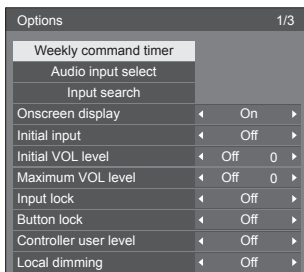 Options 1/3
Weekly command timer
Audio input select
Input search
Onscreen display On
Initial input Off
Initial VOL level Off 0
Maximum VOL level Off 0
Input lock Off
Button lock Off
Controller user level Off
Local dimming Off